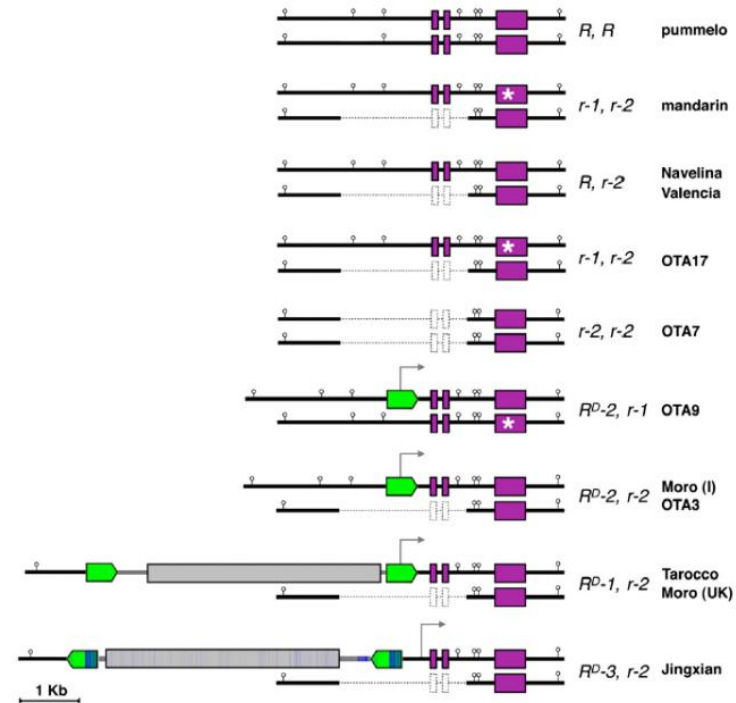 R, R pummelo
r-1, r-2 mandarin
R, r-2 Navelina
Valencia
r-1, r-2 OTA17
r-2, r-2 OTA7
Rᴰ-2, r-1 OTA9
Rᴰ-2, r-2 Moro (I)
OTA3
Rᴰ-1, r-2 Tarocco
Moro (UK)
Rᴰ-3, r-2 Jingxian
1 Kb